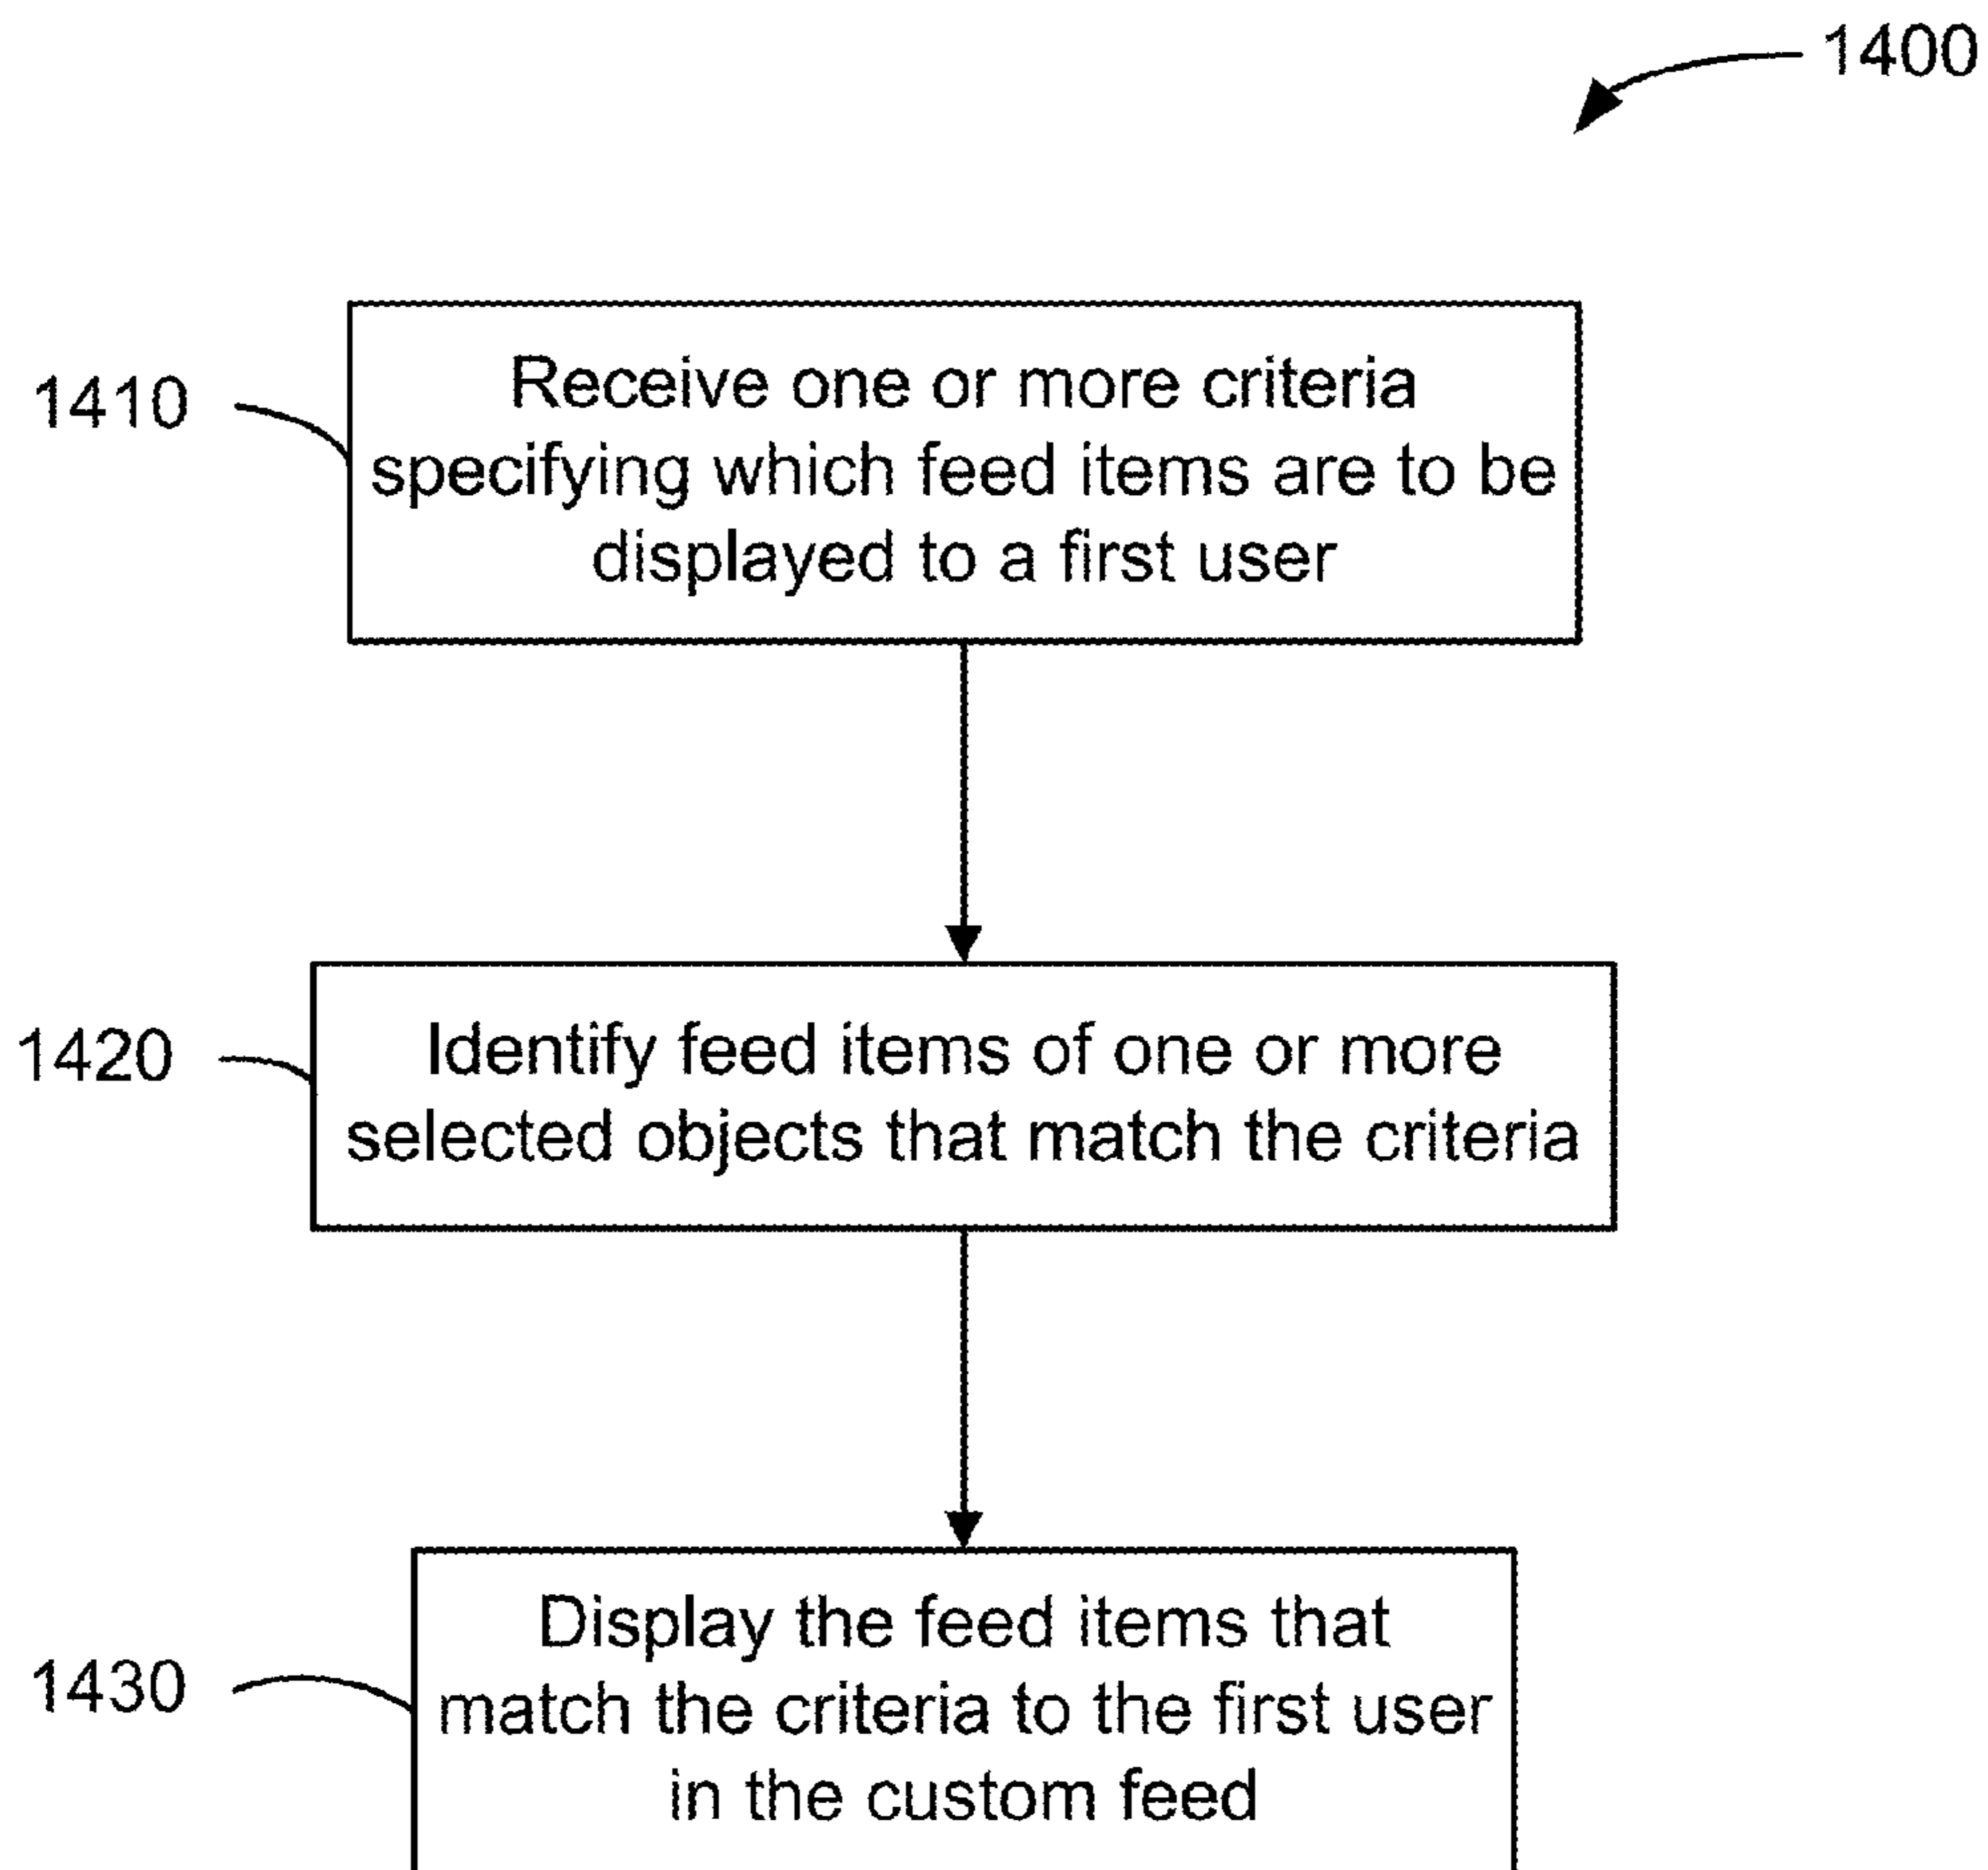 1400
1410
Receive one or more criteria
specifying which feed items are to be
displayed to a first user
1420
Identify feed items of one or more
selected objects that match the criteria
1430
Display the feed items that
match the criteria to the first user
in the custom feed